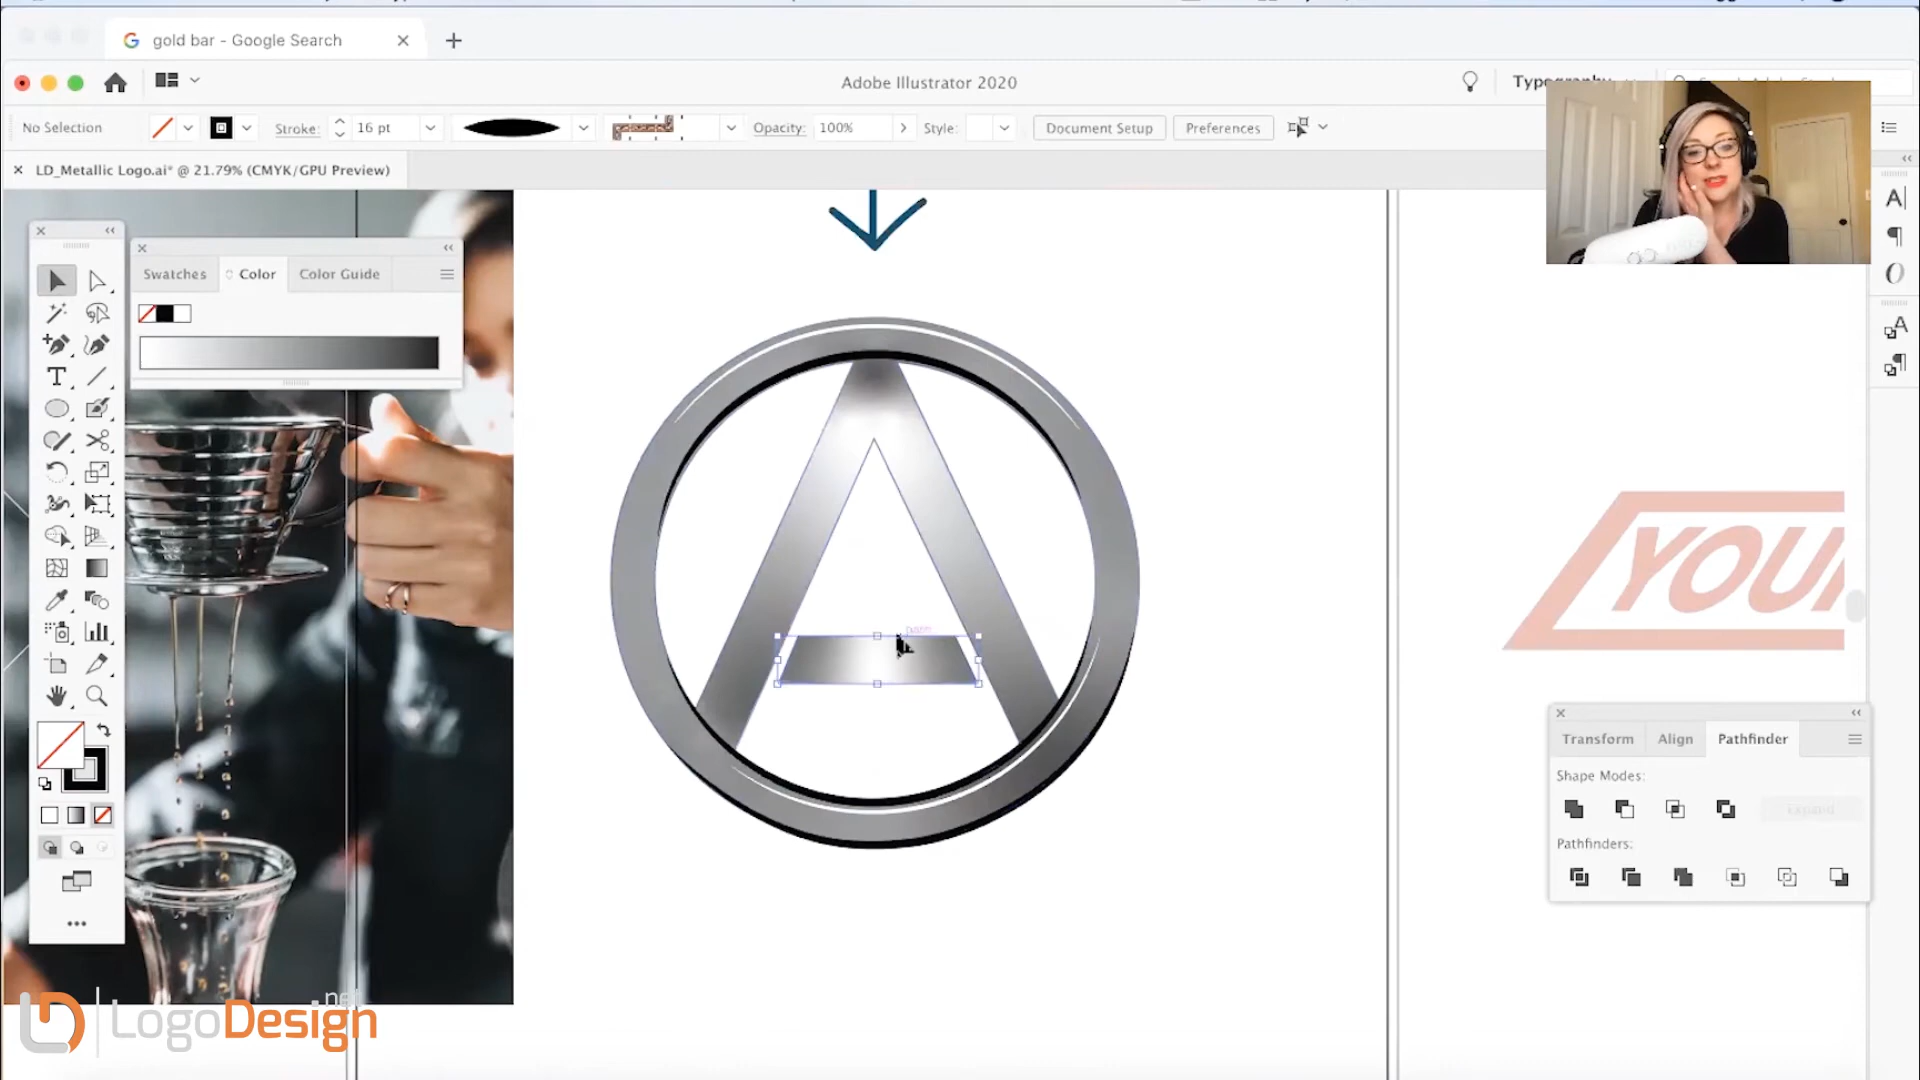 gold bar - Google Search
Adobe Illustrator 2020
No Selection
Stroke:
16 pt
Opacity:
100%
Style:
Document Setup
Preferences
LD_Metallic Logo.ai* @ 21.79% (CMYK/GPU Preview)
Swatches
Color
Color Guide
A
YOU
Transform
Align
Pathfinder
Shape Modes:
Expand
Pathfinders:
LogoDesign
net